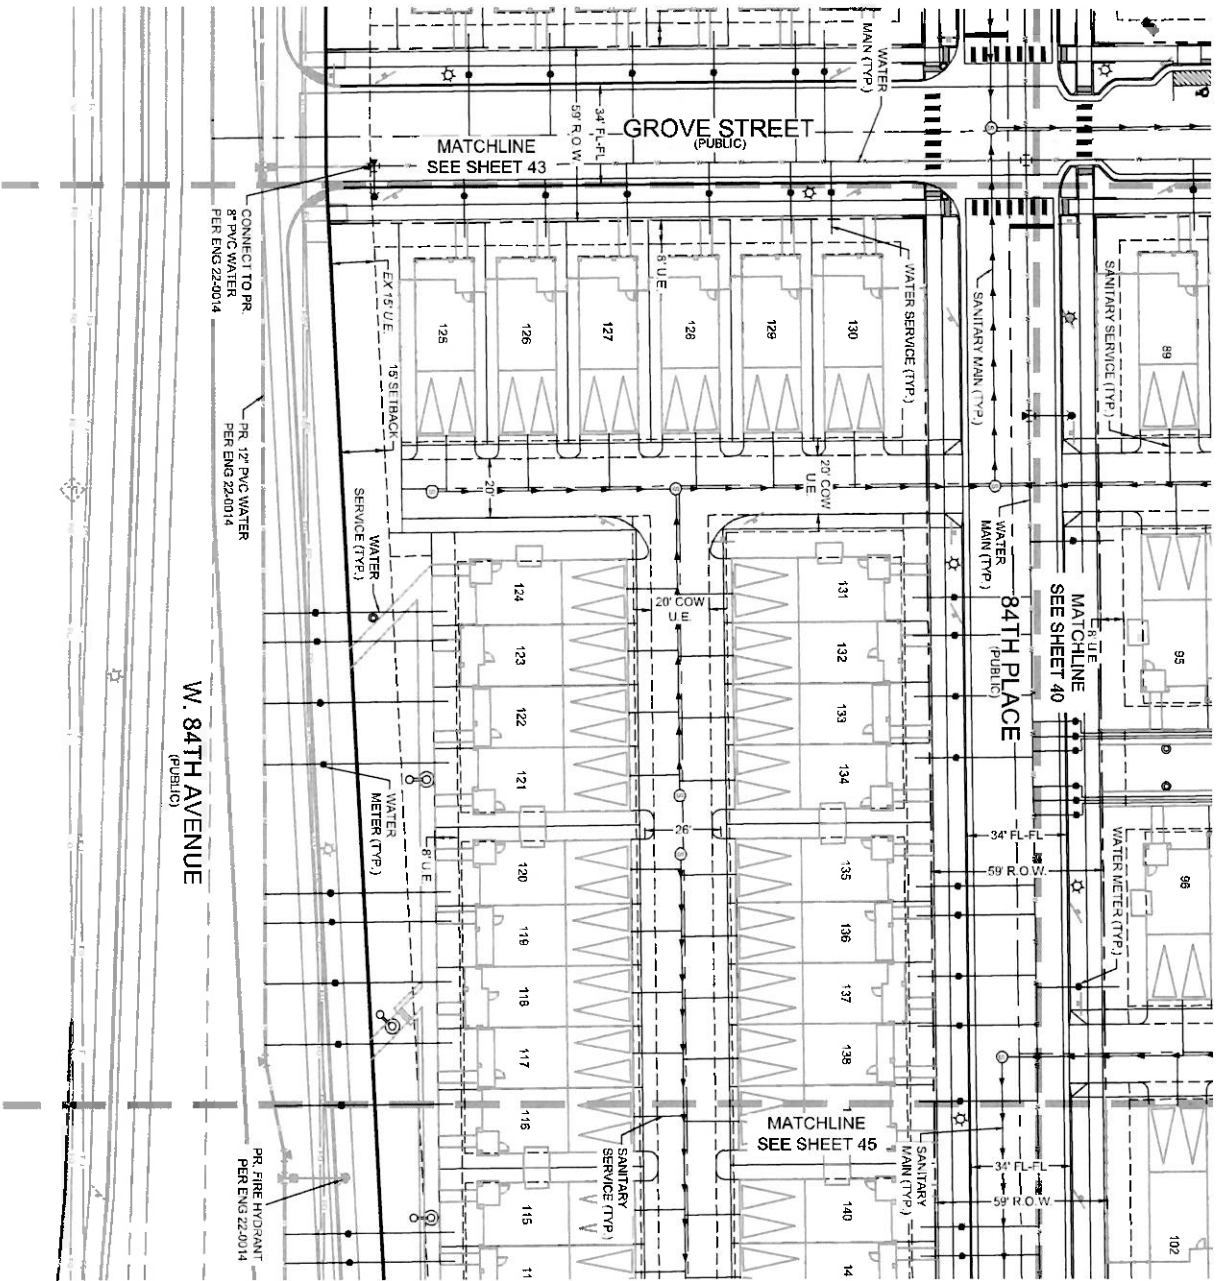 WATER
MAIN (TYP.)
34' FL-FL
59' R.O.W.
GROVE STREET
(PUBLIC)
MATCHLINE
SEE SHEET 43
CONNECT TO PR.
8" PVC WATER
PER ENG 22-0014
EX 15' U.E.
15' SETBACK
8' U.E.
WATER SERVICE (TYP.)
SANITARY MAIN (TYP.)
SANITARY SERVICE (TYP.)
125
126
127
128
129
130
89
PR. 12" PVC WATER
PER ENG 22-0014
20'
20' COW
U.E.
WATER
SERVICE (TYP.)
WATER
MAIN (TYP.)
84TH PLACE
(PUBLIC)
MATCHLINE
SEE SHEET 40
8' U.E.
20' COW
U.E.
124
123
122
121
131
132
133
134
95
W. 84TH AVENUE
(PUBLIC)
WATER
METER (TYP.)
8' U.E.
26'
34' FL-FL
59' R.O.W.
WATER METER (TYP.)
120
119
118
117
116
135
136
137
138
96
MATCHLINE
SEE SHEET 45
SANITARY
SERVICE (TYP.)
SANITARY
MAIN (TYP.)
34' FL-FL
59' R.O.W.
PR. FIRE HYDRANT
PER ENG 22-0014
115
140
102
11
14